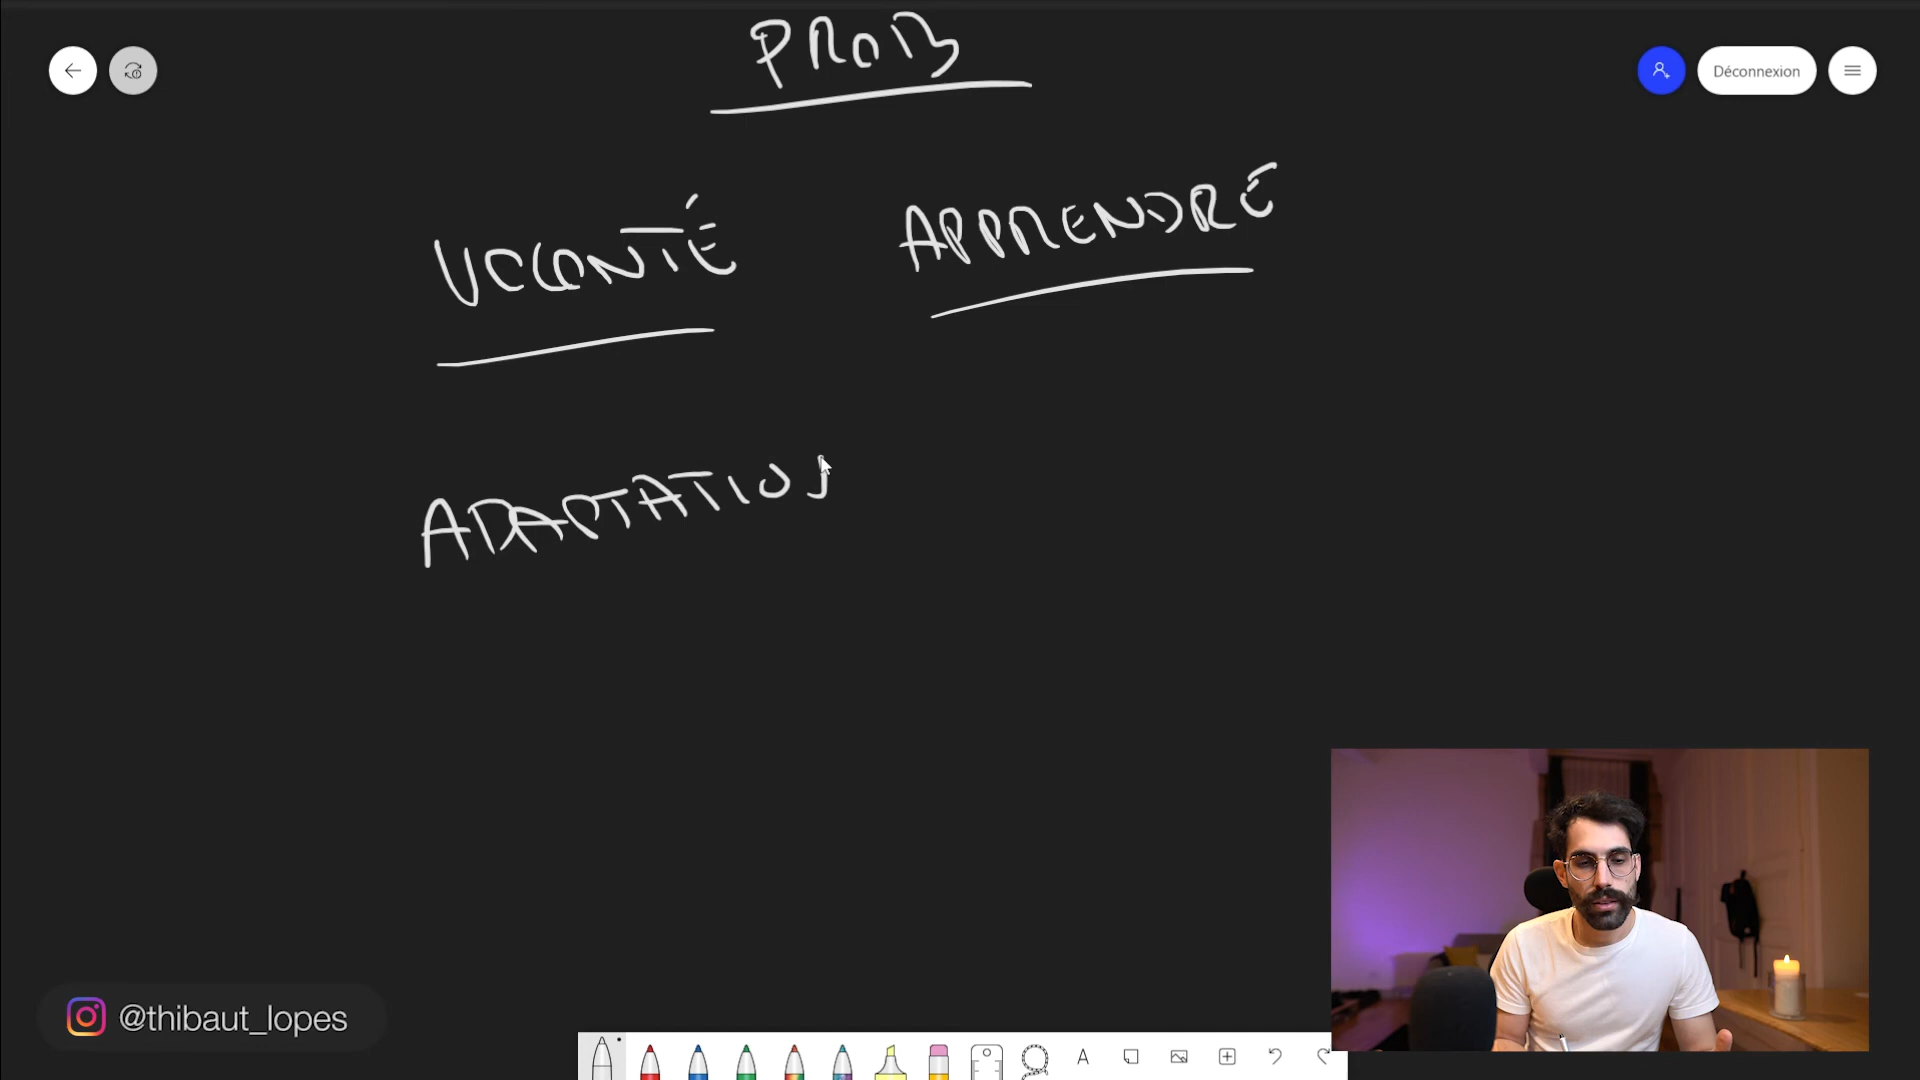 PROB
Déconnexion
VOLONTÉ
APPRENDRE
ADAPTATION
@thibaut_lopes
A